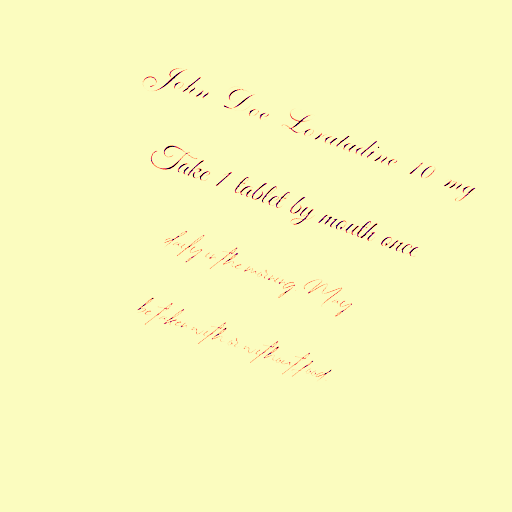 John Doe Loratadine 10 mg
Take 1 tablet by mouth once
daily in the morning. May
be taken with or without food